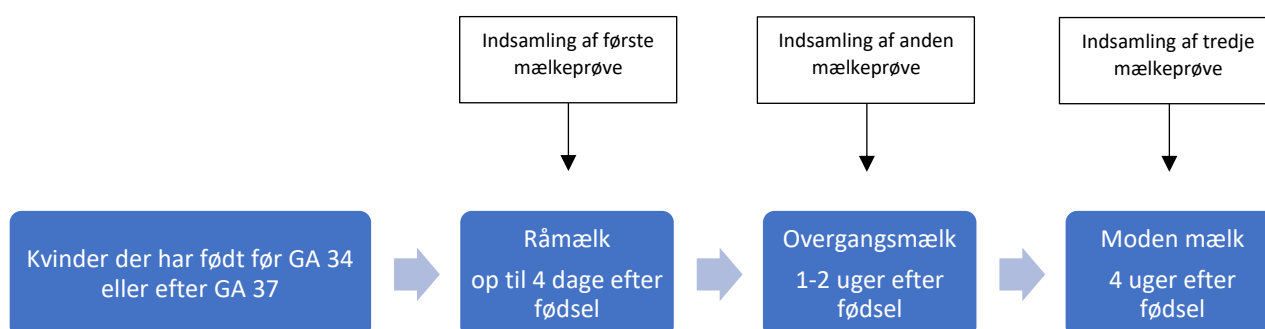 Indsamling af første
mælkeprøve
Indsamling af anden
mælkeprøve
Indsamling af tredje
mælkeprøve
Kvinder der har født før GA 34
eller efter GA 37
Råmælk
op til 4 dage efter
fødsel
Overgangsmælk
1-2 uger efter
fødsel
Moden mælk
4 uger efter
fødsel